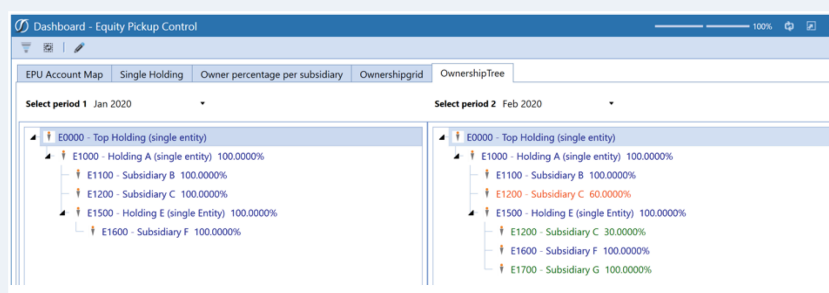 Dashboard - Equity Pickup Control 100%
EPU Account Map Single Holding Owner percentage per subsidiary Ownershipgrid OwnershipTree
Select period 1 Jan 2020 Select period 2 Feb 2020
E0000 - Top Holding (single entity)
E1000 - Holding A (single entity) 100.0000%
E1100 - Subsidiary B 100.0000%
E1200 - Subsidiary C 100.0000%
E1500 - Holding E (single Entity) 100.0000%
E1600 - Subsidiary F 100.0000%
E0000 - Top Holding (single entity)
E1000 - Holding A (single entity) 100.0000%
E1100 - Subsidiary B 100.0000%
E1200 - Subsidiary C 60.0000%
E1500 - Holding E (single Entity) 100.0000%
E1200 - Subsidiary C 30.0000%
E1600 - Subsidiary F 100.0000%
E1700 - Subsidiary G 100.0000%